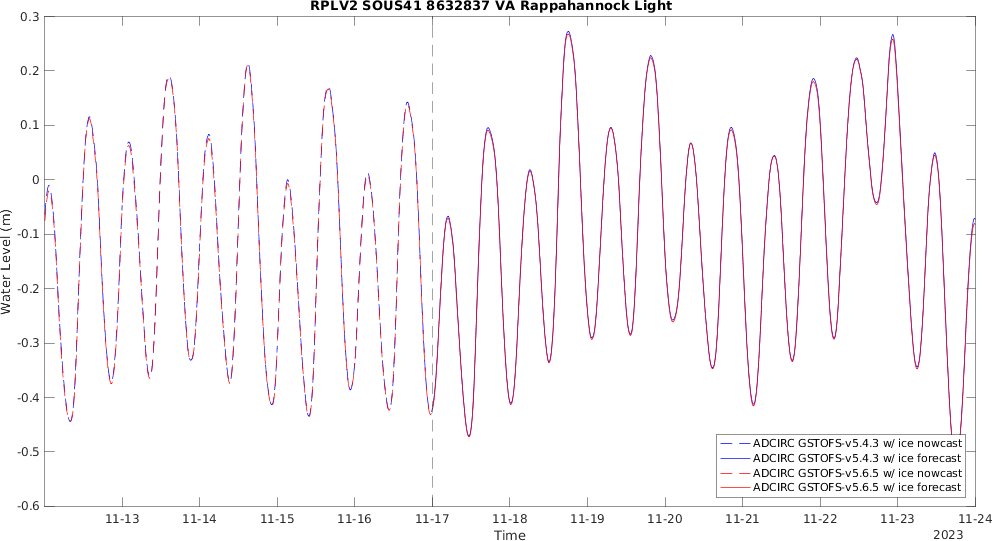 RPLV2 SOUS41 8632837 VA Rappahannock Light
0.3
0.2
0.1
0
-0.1
-0.2
-0.3
-0.4
-0.5
-0.6
Water Level (m)
ADCIRC GSTOFS-v5.4.3 w/ ice nowcast
ADCIRC GSTOFS-v5.4.3 w/ ice forecast
ADCIRC GSTOFS-v5.6.5 w/ ice nowcast
ADCIRC GSTOFS-v5.6.5 w/ ice forecast
11-13 11-14 11-15 11-16 11-17 11-18 11-19 11-20 11-21 11-22 11-23 11-24
Time
2023